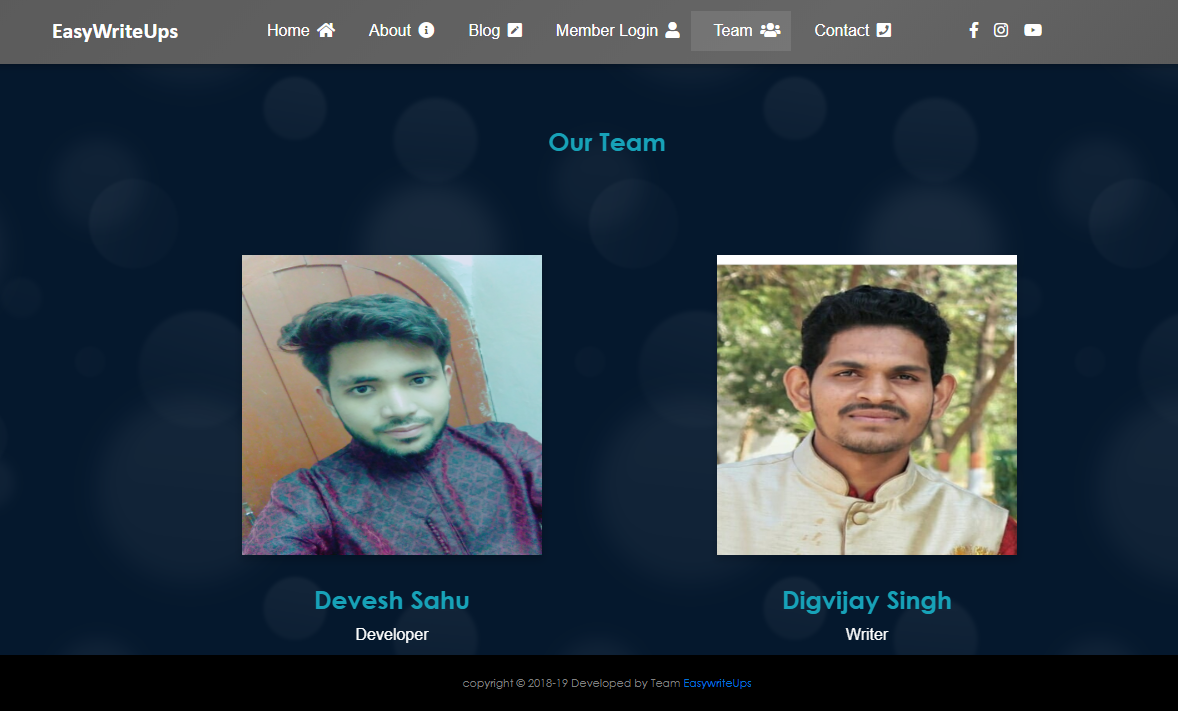 EasyWriteUps Home About Blog Member Login Team Contact
Our Team
Devesh Sahu
Developer
Digvijay Singh
Writer
copyright © 2018-19 Developed by Team EasywriteUps